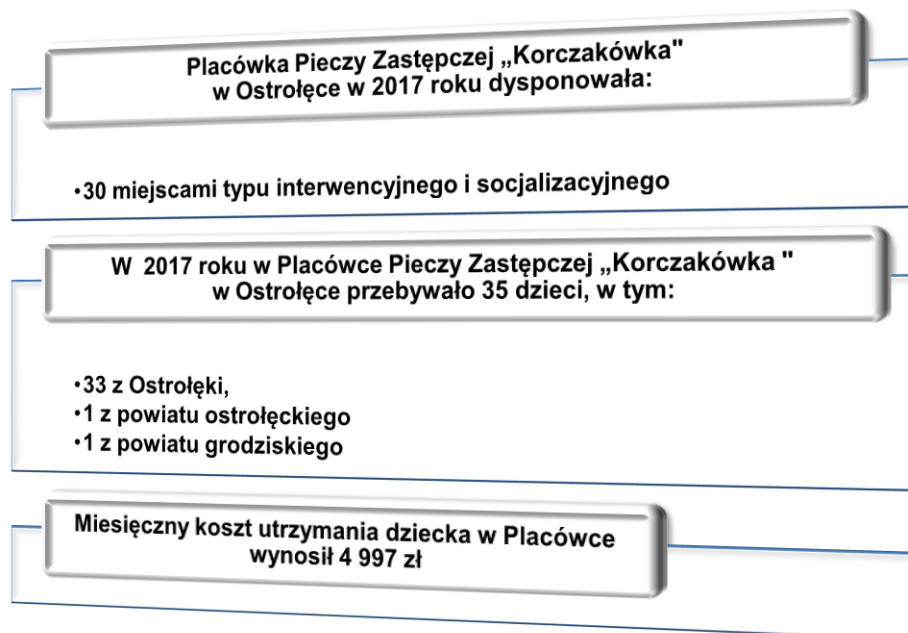 Placówka Pieczy Zastępczej „Korczakówka"
w Ostrołęce w 2017 roku dysponowała:
•30 miejscami typu interwencyjnego i socjalizacyjnego
W 2017 roku w Placówce Pieczy Zastępczej „Korczakówka "
w Ostrołęce przebywało 35 dzieci, w tym:
•33 z Ostrołęki,
•1 z powiatu ostrołęckiego
•1 z powiatu grodziskiego
Miesięczny koszt utrzymania dziecka w Placówce
wynosił 4 997 zł